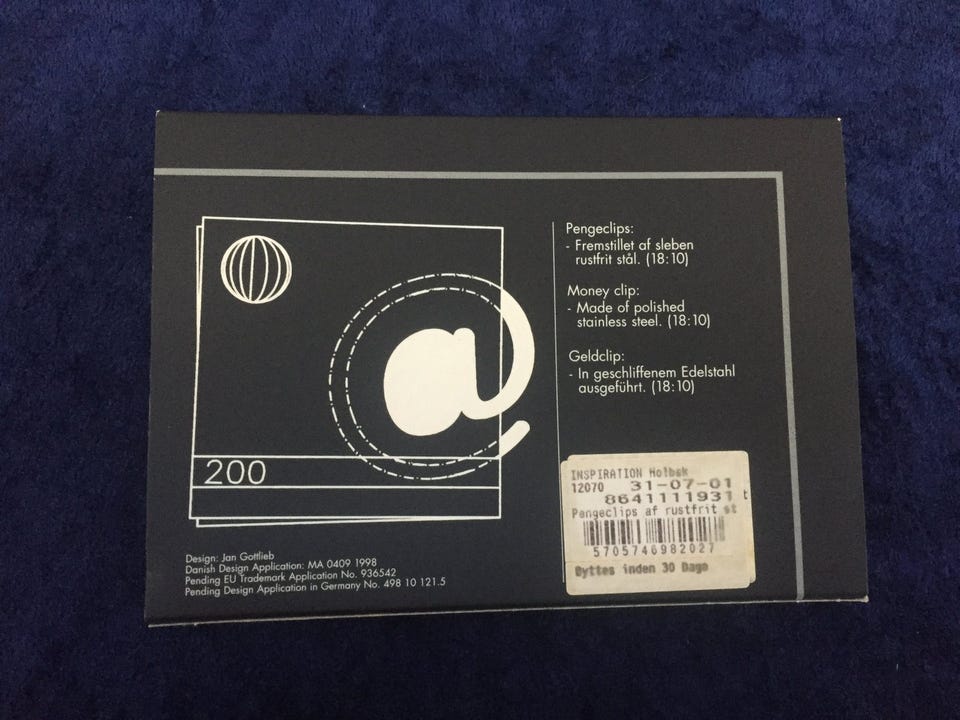 Pengeclips:
- Fremstillet af sleben
rustfrit stål. (18:10)
Money clip:
- Made of polished
stainless steel. (18:10)
Geldclip:
- In geschliffenem Edelstahl
ausgeführt. (18:10)
@
200
Design: Jan Gottlieb
Danish Design Application: MA 0409 1998
Pending EU Trademark Application No. 936542
Pending Design Application in Germany No. 498 10 121.5
INSPIRATION Holbæk
12070 31-07-01
8641111931 t
Pengeclips af rustfrit st
5705746982027
Byttes inden 30 Dage